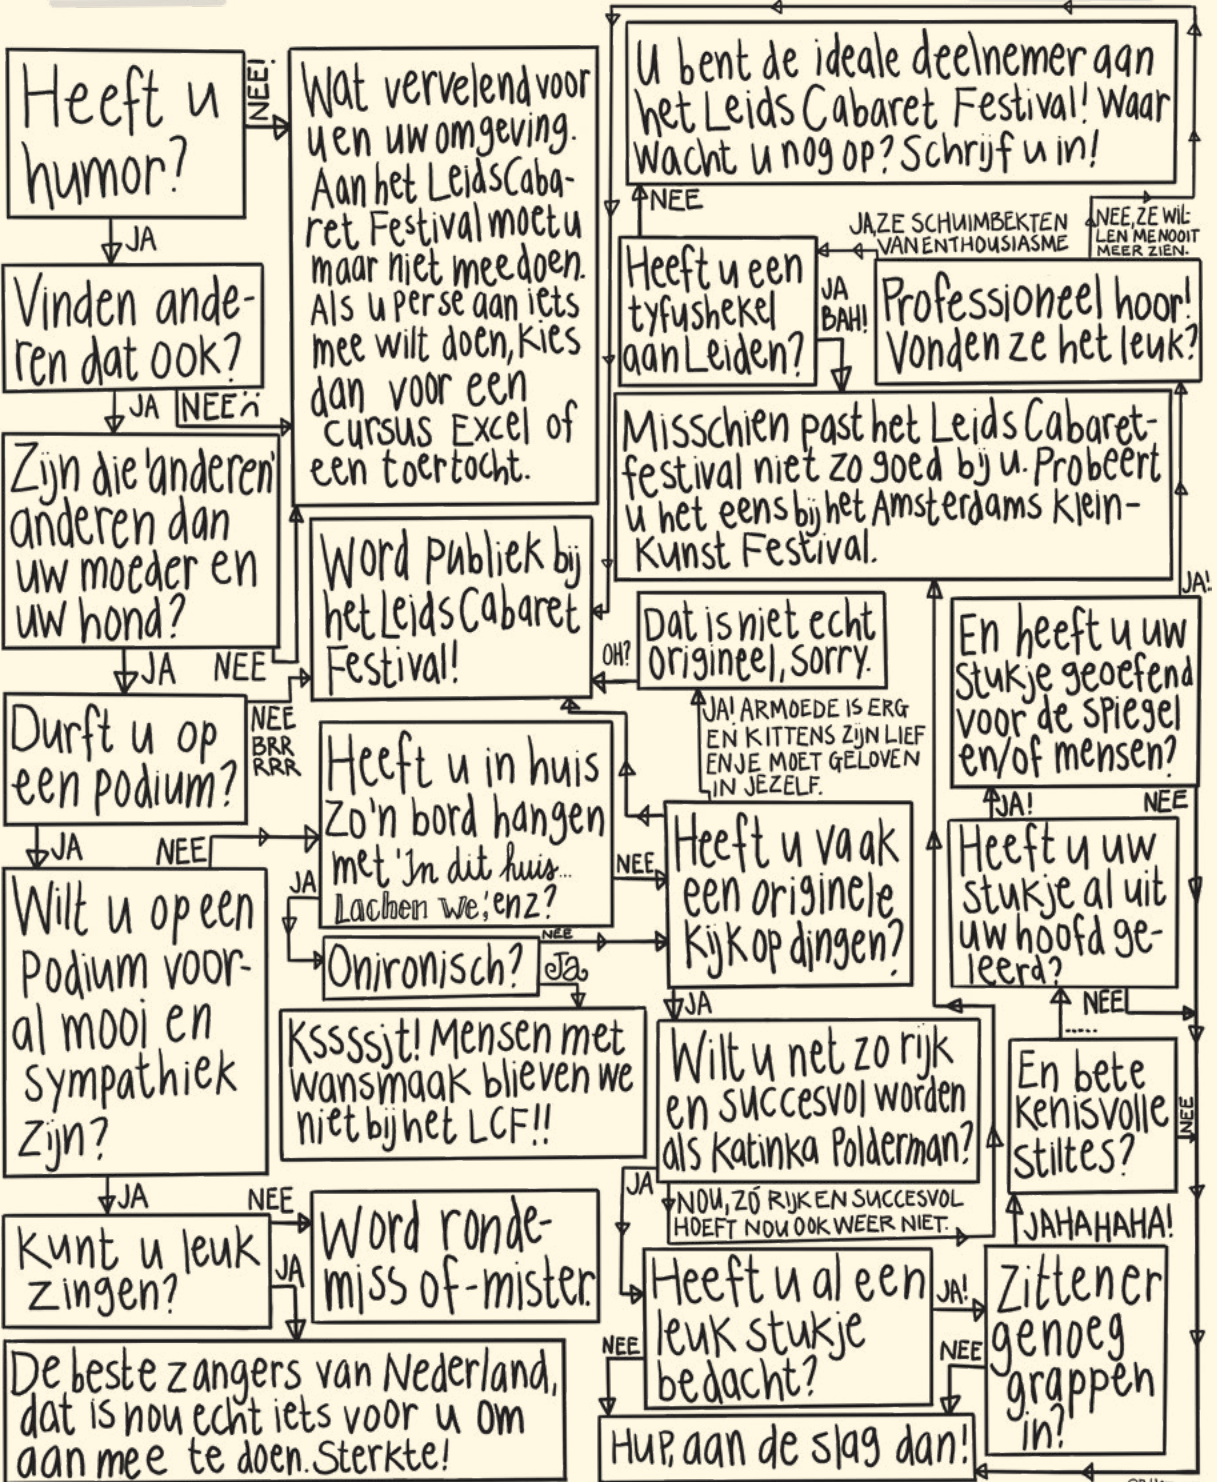 Heeft u
humor?
NEE!
JA
Vinden ande-
ren dat ook?
JA
NEE :(
Zijn die 'anderen'
anderen dan
uw moeder en
uw hond?
JA
NEE
Durft u op
een podium?
NEE
BRR
RRR
JA
NEE
Wilt u op een
podium voor-
al mooi en
sympathiek
zijn?
JA
NEE
Kunt u leuk
zingen?
JA
De beste zangers van Nederland,
dat is nou echt iets voor u om
aan mee te doen. Sterkte!
Wat vervelend voor
u en uw omgeving.
Aan het Leids Caba-
ret Festival moet u
maar niet meedoen.
Als u per se aan iets
mee wilt doen, kies
dan voor een
cursus Excel of
een toertocht.
Word publiek bij
het Leids Cabaret
Festival!
Heeft u in huis
zo'n bord hangen
met 'In dit huis...
Lachen we,' enz?
JA
NEE
Onironisch?
NEE
Ja
Kssssjt! Mensen met
wansmaak blieven we
niet bij het LCF!!
Word ronde-
miss of -mister.
U bent de ideale deelnemer aan
het Leids Cabaret Festival! Waar
wacht u nog op? Schrijf u in!
NEE
JA, ZE SCHUIMBEKTEN
VAN ENTHOUSIASME
NEE, ZE WIL-
LEN ME NOOIT
MEER ZIEN.
Heeft u een
tyfushekel
aan Leiden?
JA
BAH!
Professioneel hoor!
Vonden ze het leuk?
Misschien past het Leids Cabaret-
festival niet zo goed bij u. Probeert
u het eens bij het Amsterdams Klein-
Kunst Festival.
JA!
Dat is niet echt
origineel, sorry.
OH?
En heeft u uw
stukje geoefend
voor de spiegel
en/of mensen?
JA! ARMOEDE IS ERG
EN KITTENS ZIJN LIEF
EN JE MOET GELOVEN
IN JEZELF.
JA!
NEE
Heeft u vaak
een originele
kijk op dingen?
Heeft u uw
stukje al uit
uw hoofd ge-
leerd?
JA
NEE
.....
Wilt u net zo rijk
en succesvol worden
als Katinka Polderman?
En bete
kenisvolle
stiltes?
NEE
JA
NOU, ZÓ RIJK EN SUCCESVOL
HOEFT NOU OOK WEER NIET.
JAHAHAHA!
Heeft u al een
leuk stukje
bedacht?
JA!
NEE
Zitten er
genoeg
grappen
in?
NEE
Hup, aan de slag dan!